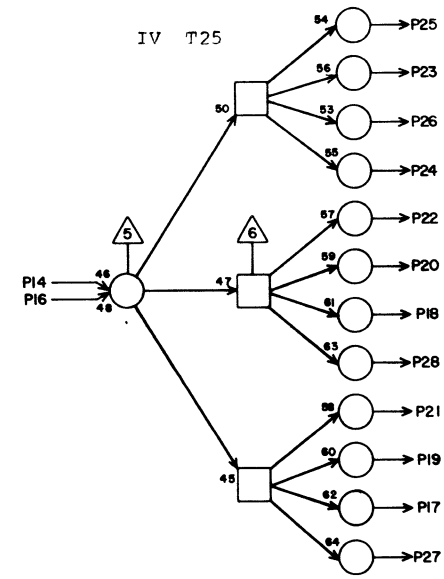 IV T25
54 P25
56 P23
50 53 P26
55 P24
5 6 57 P22
59 P20
P14 46 47
P16 48 61 P18
63 P28
58 P21
60 P19
45 62 P17
64 P27